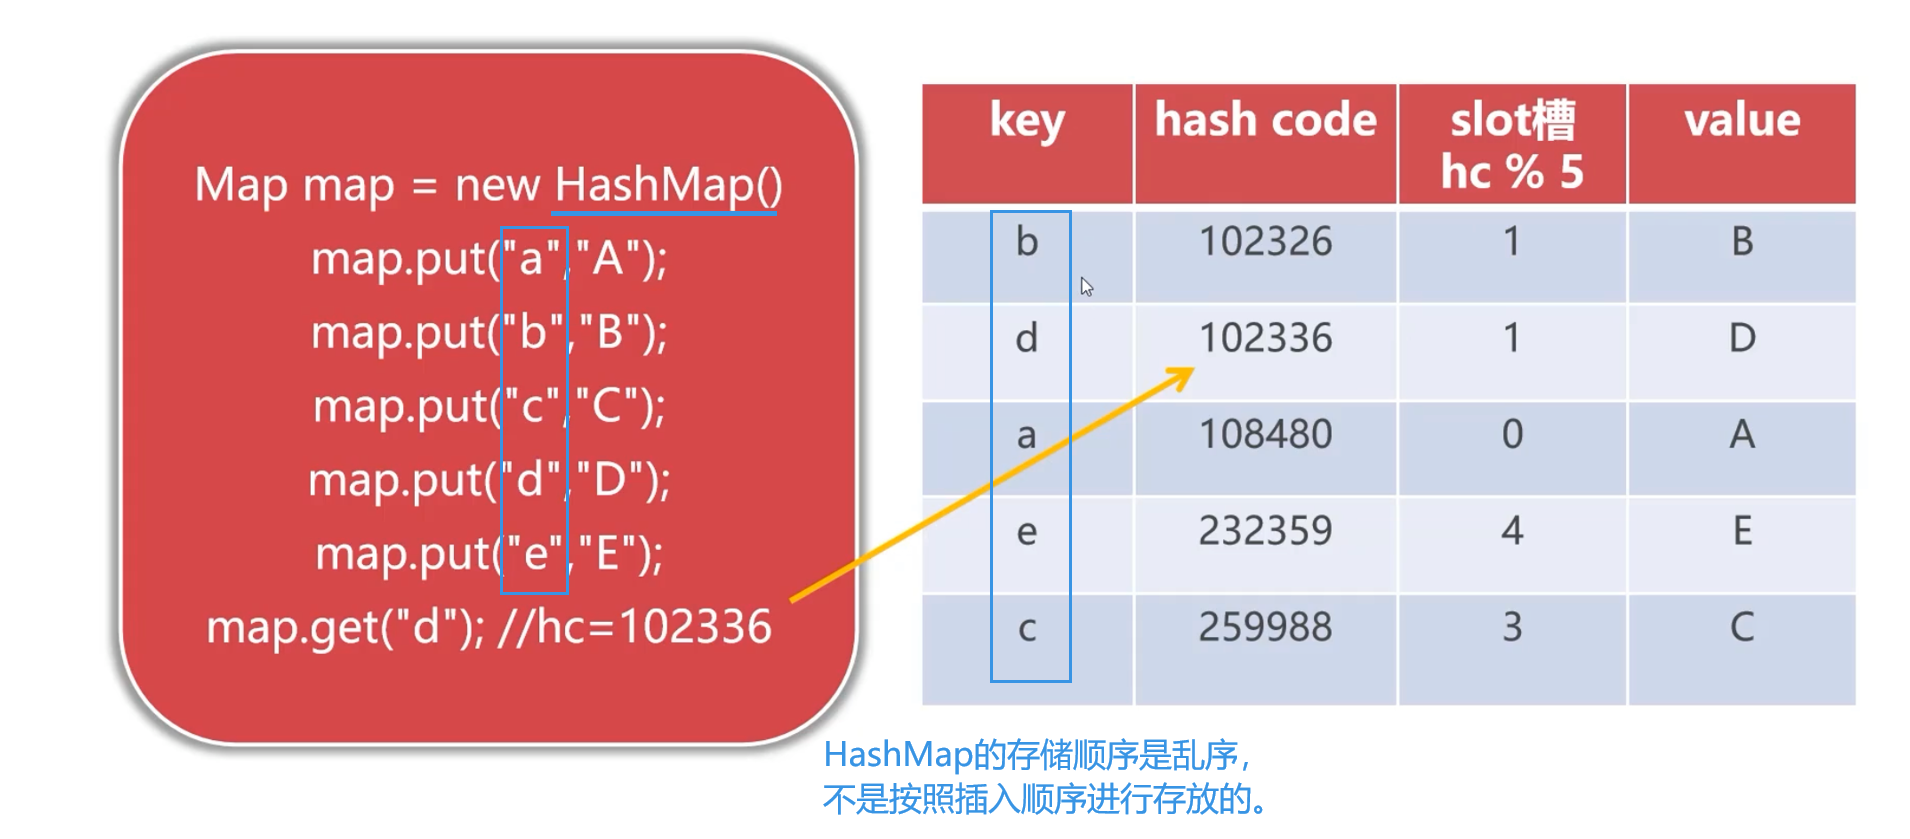 Map map = new HashMap()
map.put("a","A");
map.put("b","B");
map.put("c","C");
map.put("d","D");
map.put("e","E");
map.get("d"); //hc=102336
key hash code slot槽 value
hc % 5
b 102326 1 B
d 102336 1 D
a 108480 0 A
e 232359 4 E
c 259988 3 C
HashMap的存储顺序是乱序，
不是按照插入顺序进行存放的。